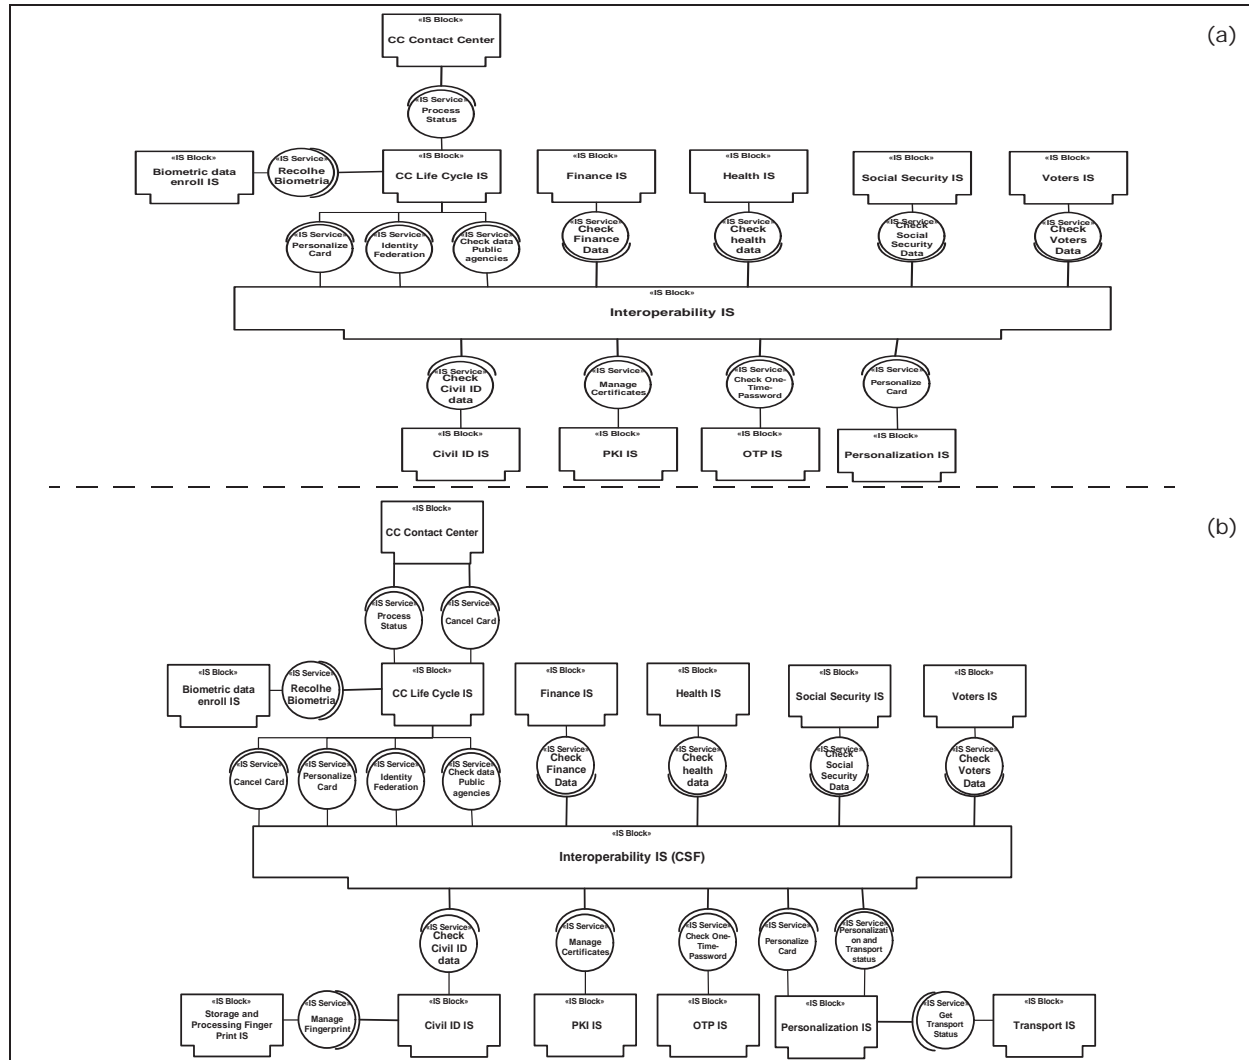 (a)
«IS Block»
CC Contact Center
«IS Service»
Process
Status
«IS Block»
Biometric data
enroll IS
«IS Service»
Recolhe
Biometria
«IS Block»
CC Life Cycle IS
«IS Block»
Finance IS
«IS Block»
Health IS
«IS Block»
Social Security IS
«IS Block»
Voters IS
«IS Service»
Personalize
Card
«IS Service»
Identity
Federation
«IS Service»
Check data
Public
agencies
«IS Service»
Check
Finance
Data
«IS Service»
Check
health
data
«IS Service»
Check
Social
Security
Data
«IS Service»
Check
Voters
Data
«IS Block»
Interoperability IS
«IS Service»
Check
Civil ID
data
«IS Service»
Manage
Certificates
«IS Service»
Check One-
Time-
Password
«IS Service»
Personalize
Card
«IS Block»
Civil ID IS
«IS Block»
PKI IS
«IS Block»
OTP IS
«IS Block»
Personalization IS
(b)
«IS Block»
CC Contact Center
«IS Service»
Process
Status
«IS Service»
Cancel Card
«IS Block»
Biometric data
enroll IS
«IS Service»
Recolhe
Biometria
«IS Block»
CC Life Cycle IS
«IS Block»
Finance IS
«IS Block»
Health IS
«IS Block»
Social Security IS
«IS Block»
Voters IS
«IS Service»
Cancel Card
«IS Service»
Personalize
Card
«IS Service»
Identity
Federation
«IS Service»
Check data
Public
agencies
«IS Service»
Check
Finance
Data
«IS Service»
Check
health
data
«IS Service»
Check
Social
Security
Data
«IS Service»
Check
Voters
Data
«IS Block»
Interoperability IS (CSF)
«IS Service»
Check
Civil ID
data
«IS Service»
Manage
Certificates
«IS Service»
Check One-
Time-
Password
«IS Service»
Personalize
Card
«IS Service»
Personalizati
on and
Transport
status
«IS Block»
Storage and
Processing Finger
Print IS
«IS Service»
Manage
Fingerprint
«IS Block»
Civil ID IS
«IS Block»
PKI IS
«IS Block»
OTP IS
«IS Block»
Personalization IS
«IS Service»
Get
Transport
Status
«IS Block»
Transport IS